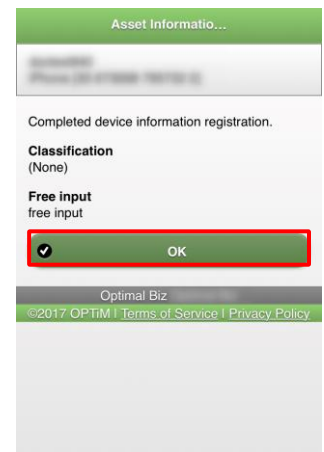 Asset Informatio...
Completed device information registration.
Classification
(None)
Free input
free input
OK
Optimal Biz
©2017 OPTiM | Terms of Service | Privacy Policy